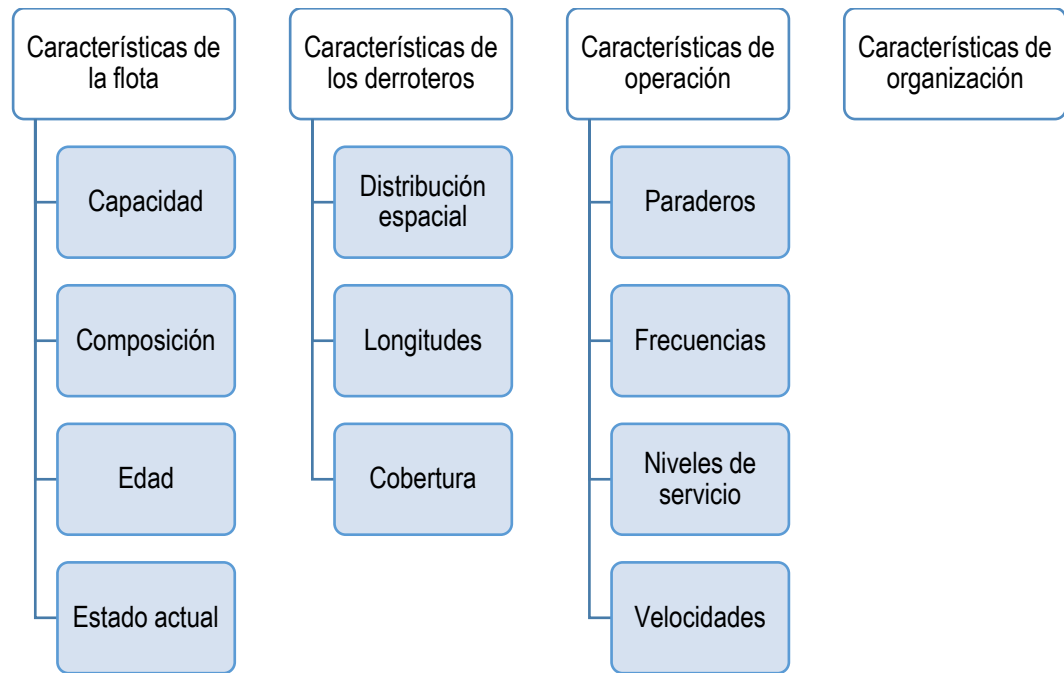 Características de
la flota
Capacidad
Composición
Edad
Estado actual
Características de
los derroteros
Distribución
espacial
Longitudes
Cobertura
Características de
operación
Paraderos
Frecuencias
Niveles de
servicio
Velocidades
Características de
organización